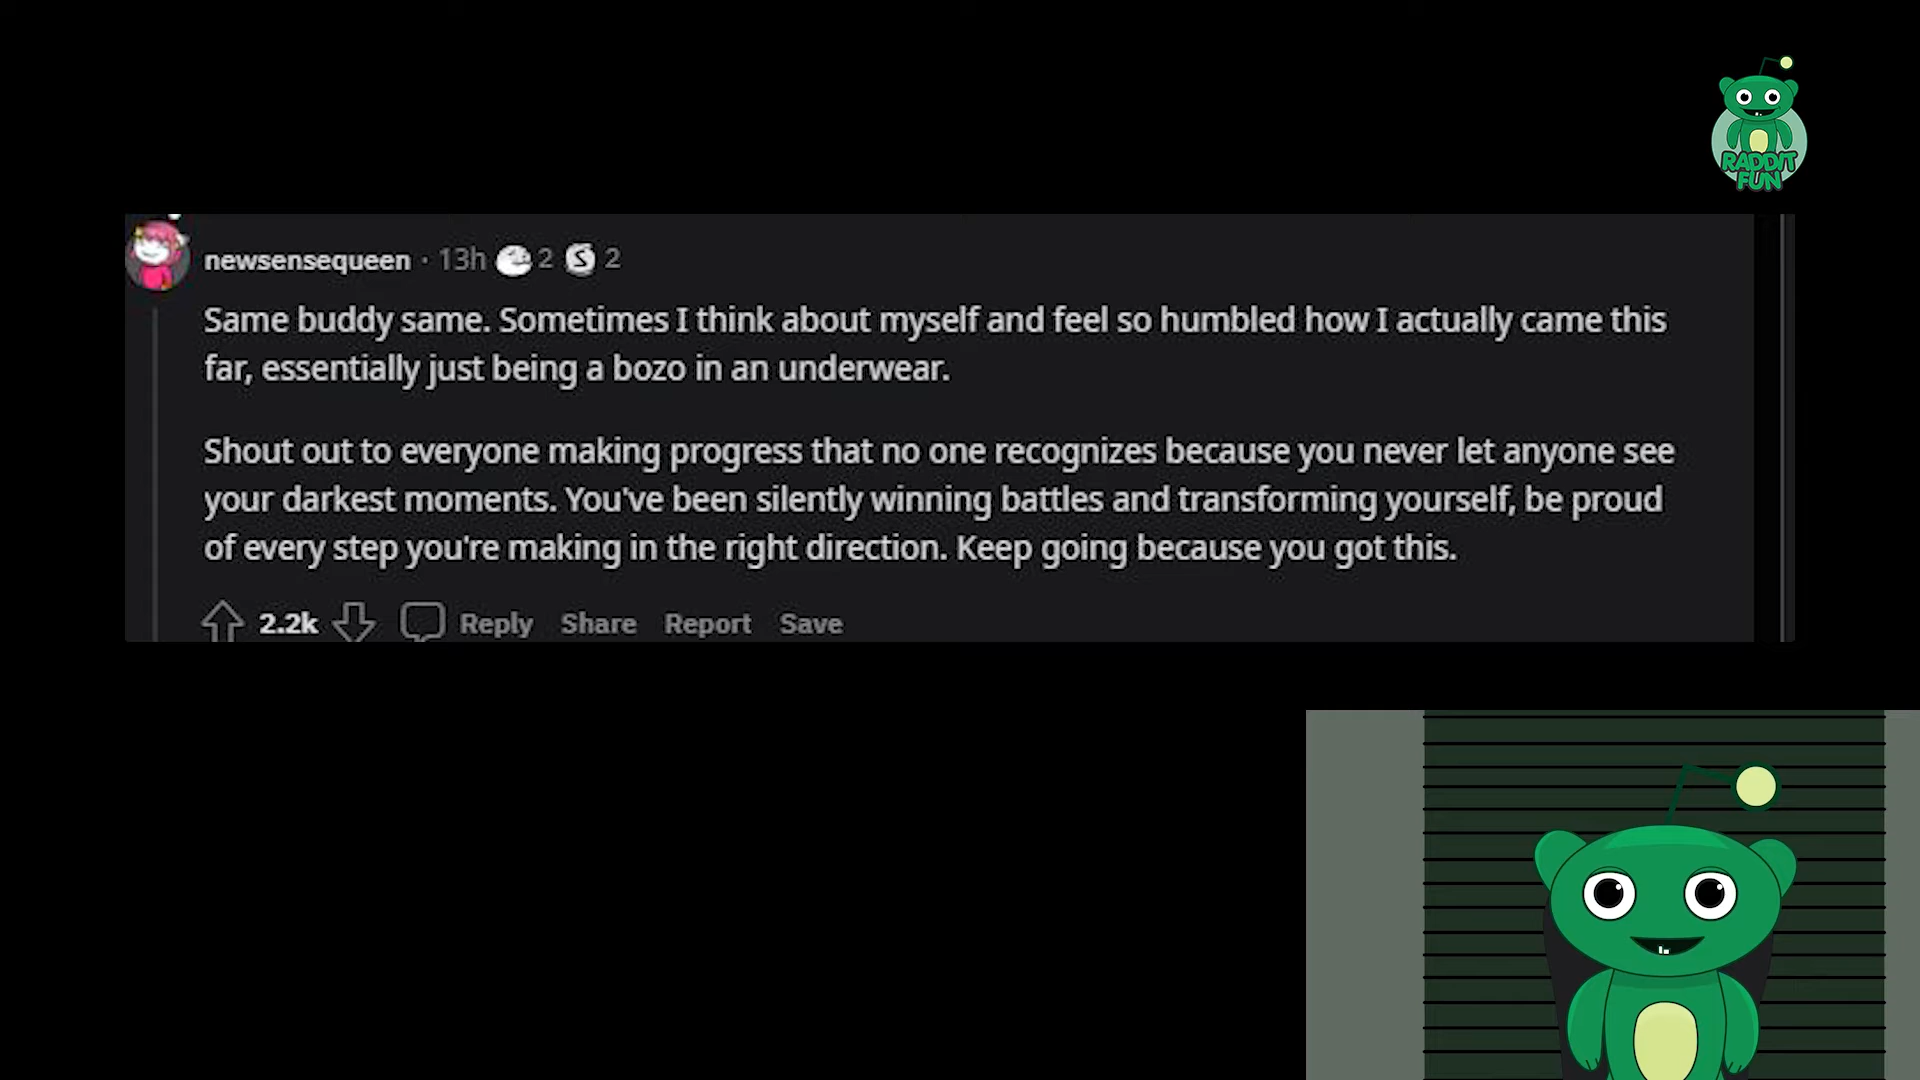 RADDIT
FUN
newsensequeen · 13h 2 S 2
Same buddy same. Sometimes I think about myself and feel so humbled how I actually came this
far, essentially just being a bozo in an underwear.
Shout out to everyone making progress that no one recognizes because you never let anyone see
your darkest moments. You've been silently winning battles and transforming yourself, be proud
of every step you're making in the right direction. Keep going because you got this.
2.2k Reply Share Report Save